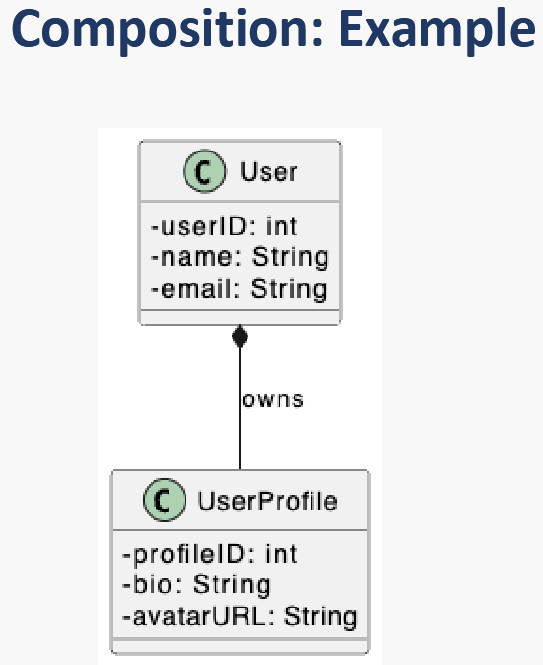 Composition: Example
C User
-userID: int
-name: String
-email: String
owns
C UserProfile
-profileID: int
-bio: String
-avatarURL: String